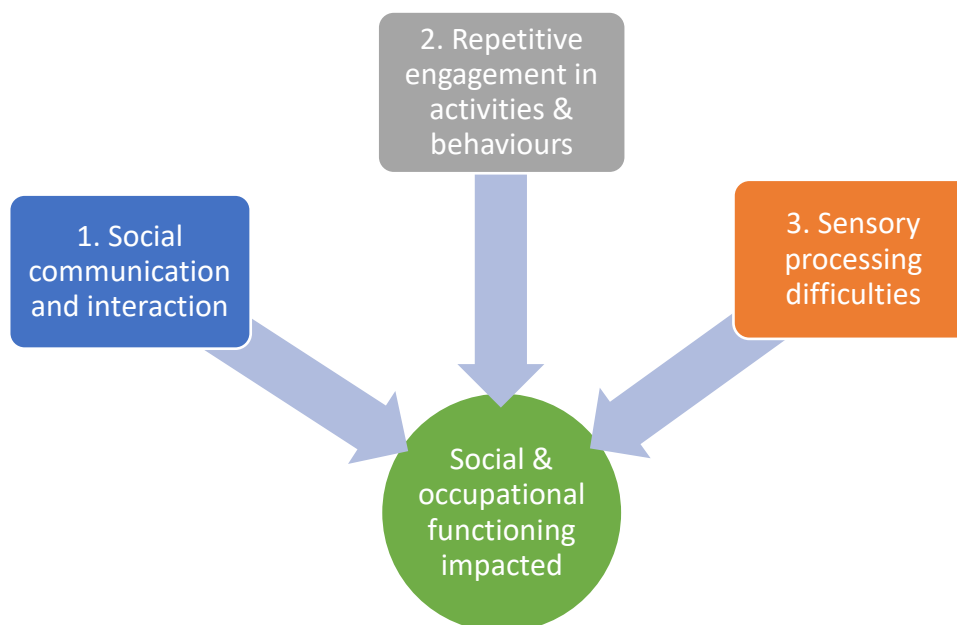 1. Social
communication
and interaction
2. Repetitive
engagement in
activities &
behaviours
3. Sensory
processing
difficulties
Social &
occupational
functioning
impacted